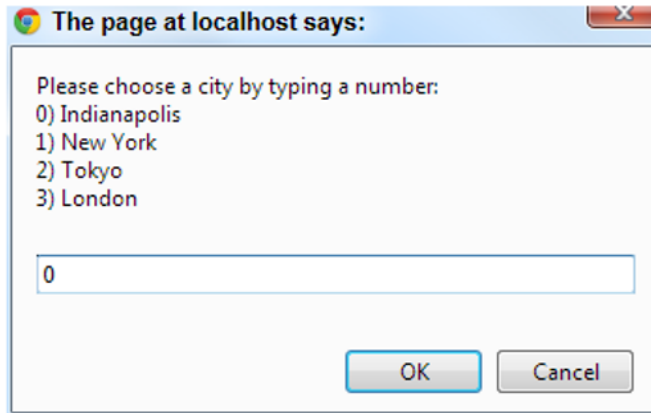 The page at localhost says:
Please choose a city by typing a number:
0) Indianapolis
1) New York
2) Tokyo
3) London
0
OK Cancel